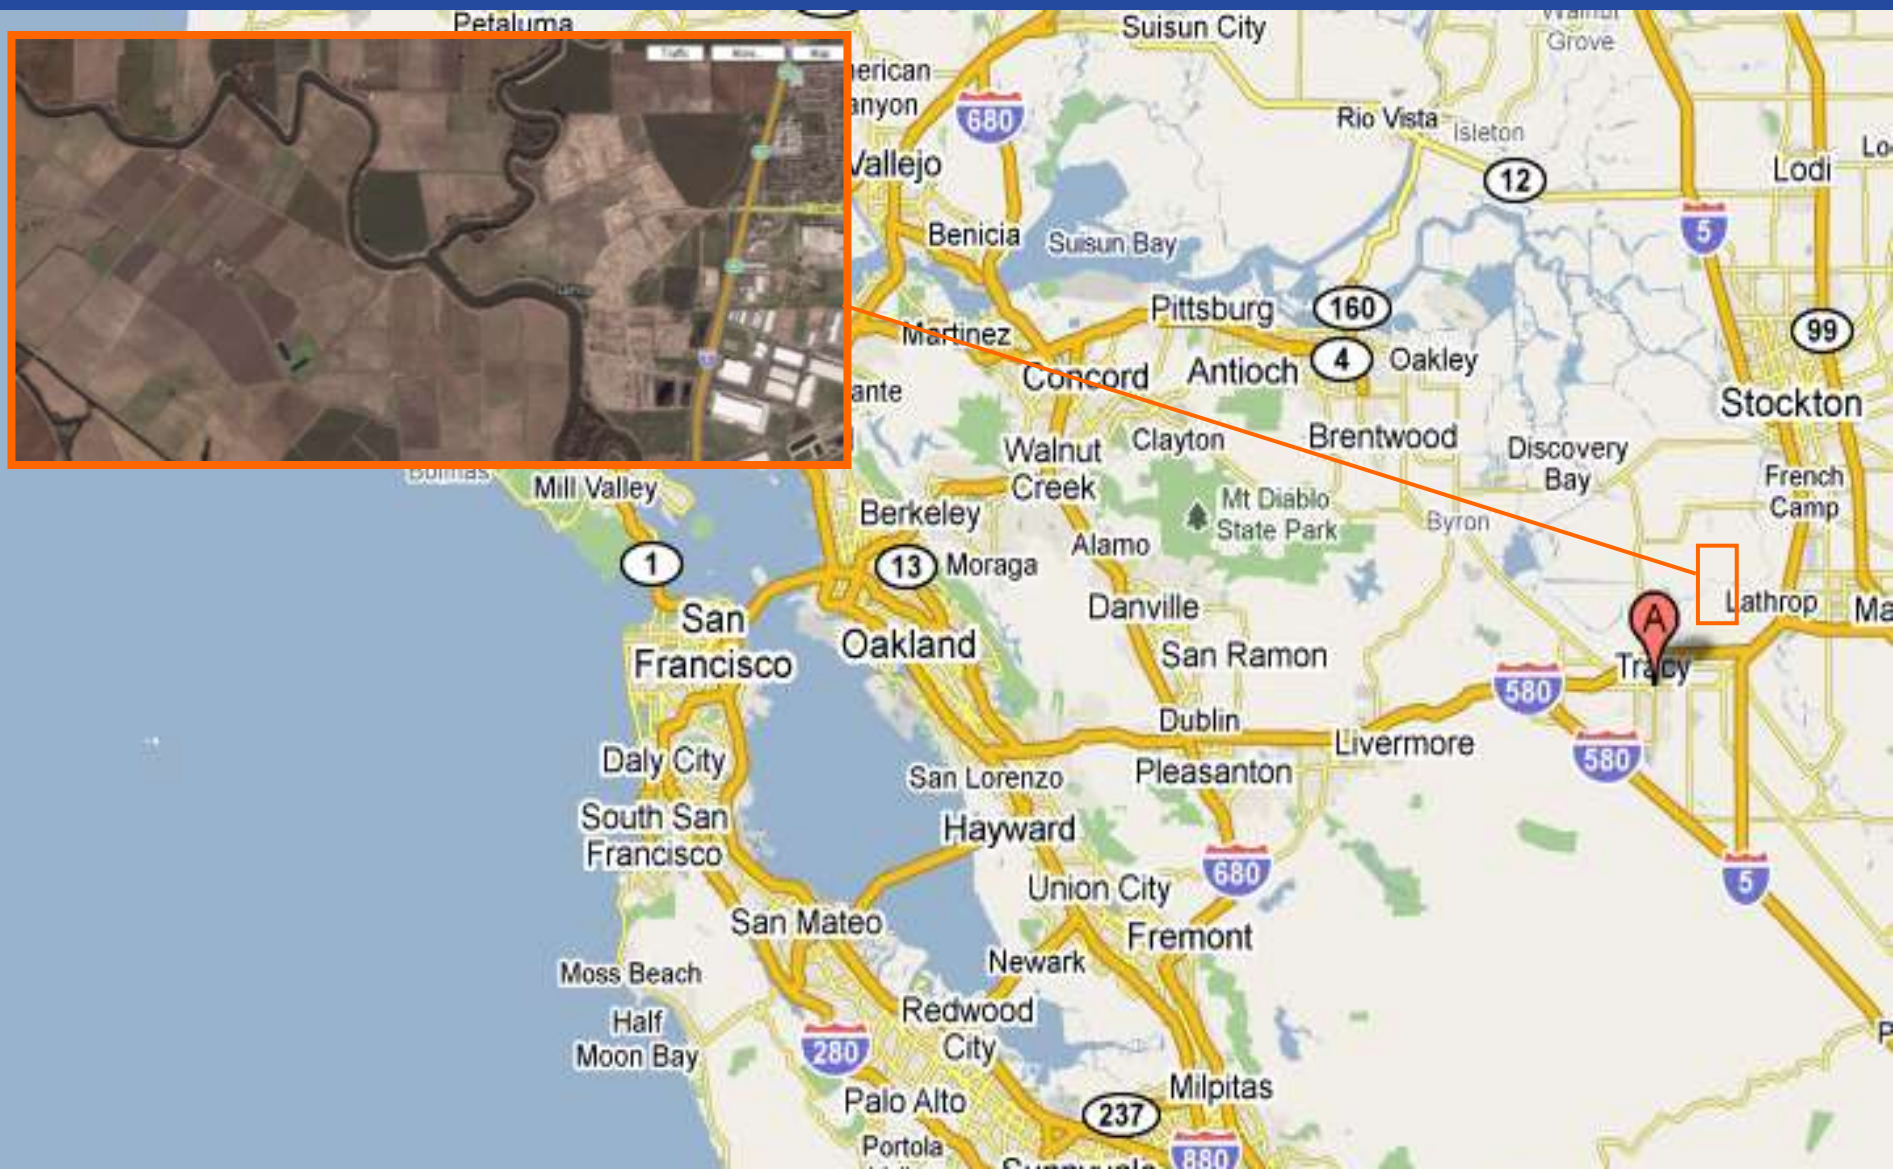 Petaluma
Suisun City
Grove
Traffic
Map
680
Rio Vista
Isleton
Vallejo
12
Lodi
Benicia
Suisun Bay
5
Pittsburg
160
99
Martinez
4
Oakley
Concord
Antioch
Stockton
Walnut
Creek
Clayton
Brentwood
Discovery
Bay
French
Camp
Mill Valley
Berkeley
Mt Diablo
State Park
Byron
1
13
Moraga
Alamo
Danville
Lathrop
San
Francisco
Oakland
A
San Ramon
Tracy
580
Dublin
Livermore
580
Daly City
San Lorenzo
Pleasanton
South San
Francisco
Hayward
680
5
Union City
San Mateo
Fremont
Newark
Moss Beach
Redwood
City
Half
Moon Bay
280
Milpitas
Palo Alto
237
Portola
880